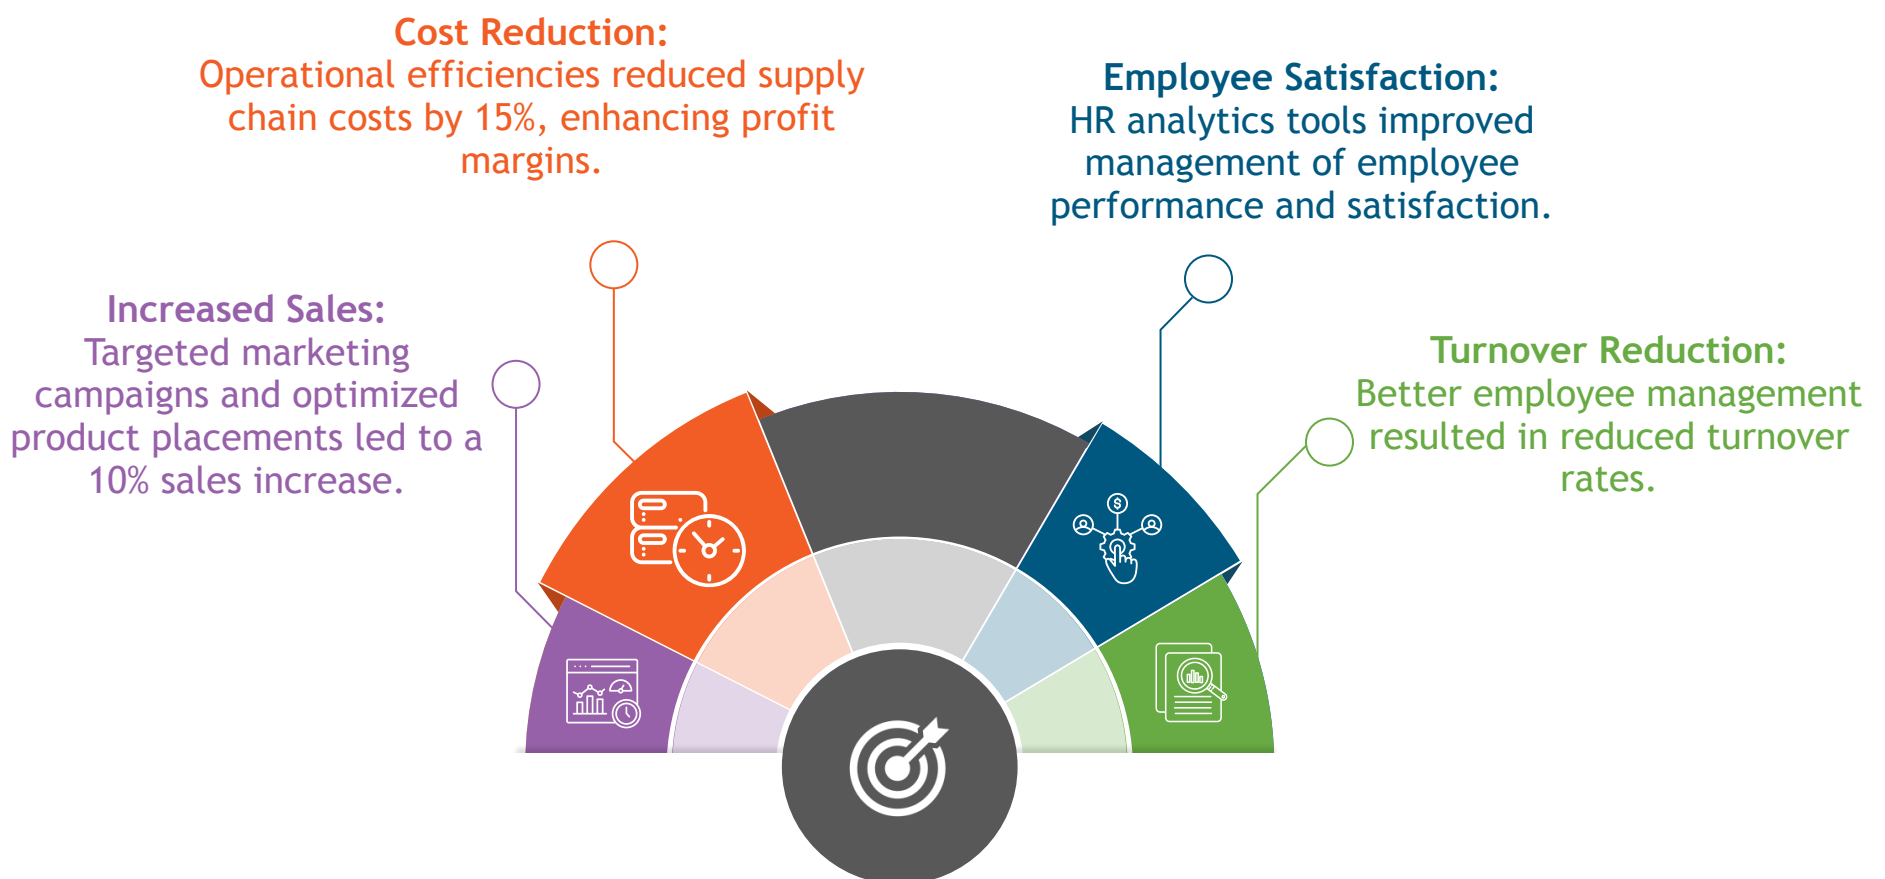 Cost Reduction:
Operational efficiencies reduced supply
chain costs by 15%, enhancing profit
margins.
Employee Satisfaction:
HR analytics tools improved
management of employee
performance and satisfaction.
Increased Sales:
Targeted marketing
campaigns and optimized
product placements led to a
10% sales increase.
Turnover Reduction:
Better employee management
resulted in reduced turnover
rates.
$